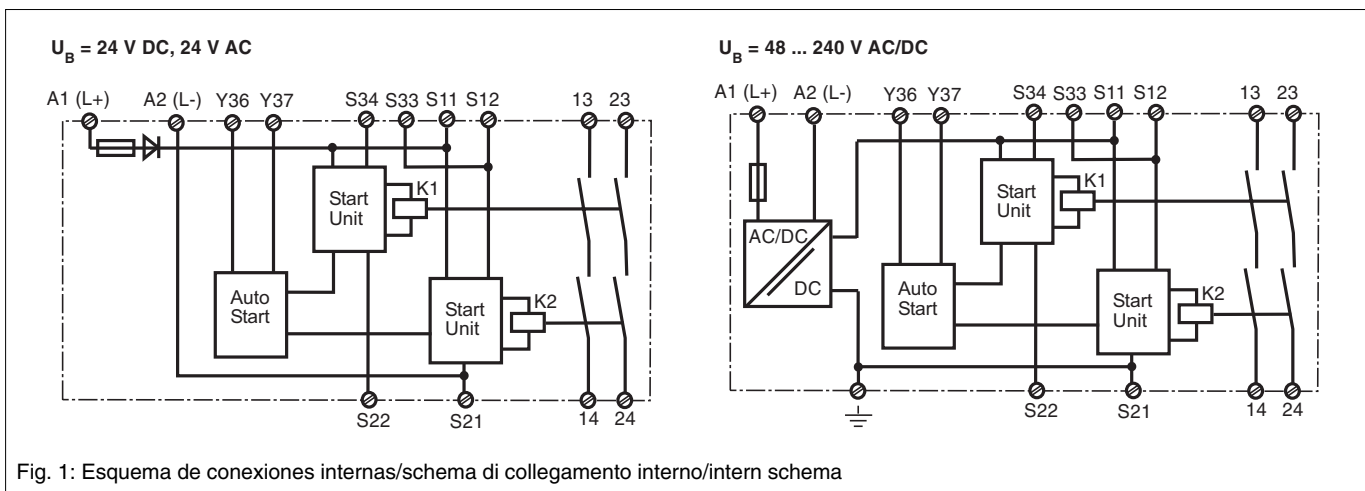 U_B = 24 V DC, 24 V AC
A1 (L+) A2 (L-) Y36 Y37 S34 S33 S11 S12 13 23
Start
Unit
K1
Auto
Start
Start
Unit
K2
S22 S21 14 24
U_B = 48 ... 240 V AC/DC
A1 (L+) A2 (L-) Y36 Y37 S34 S33 S11 S12 13 23
Start
Unit
K1
AC/DC
DC
Auto
Start
Start
Unit
K2
S22 S21 14 24
Fig. 1: Esquema de conexiones internas/schema di collegamento interno/intern schema